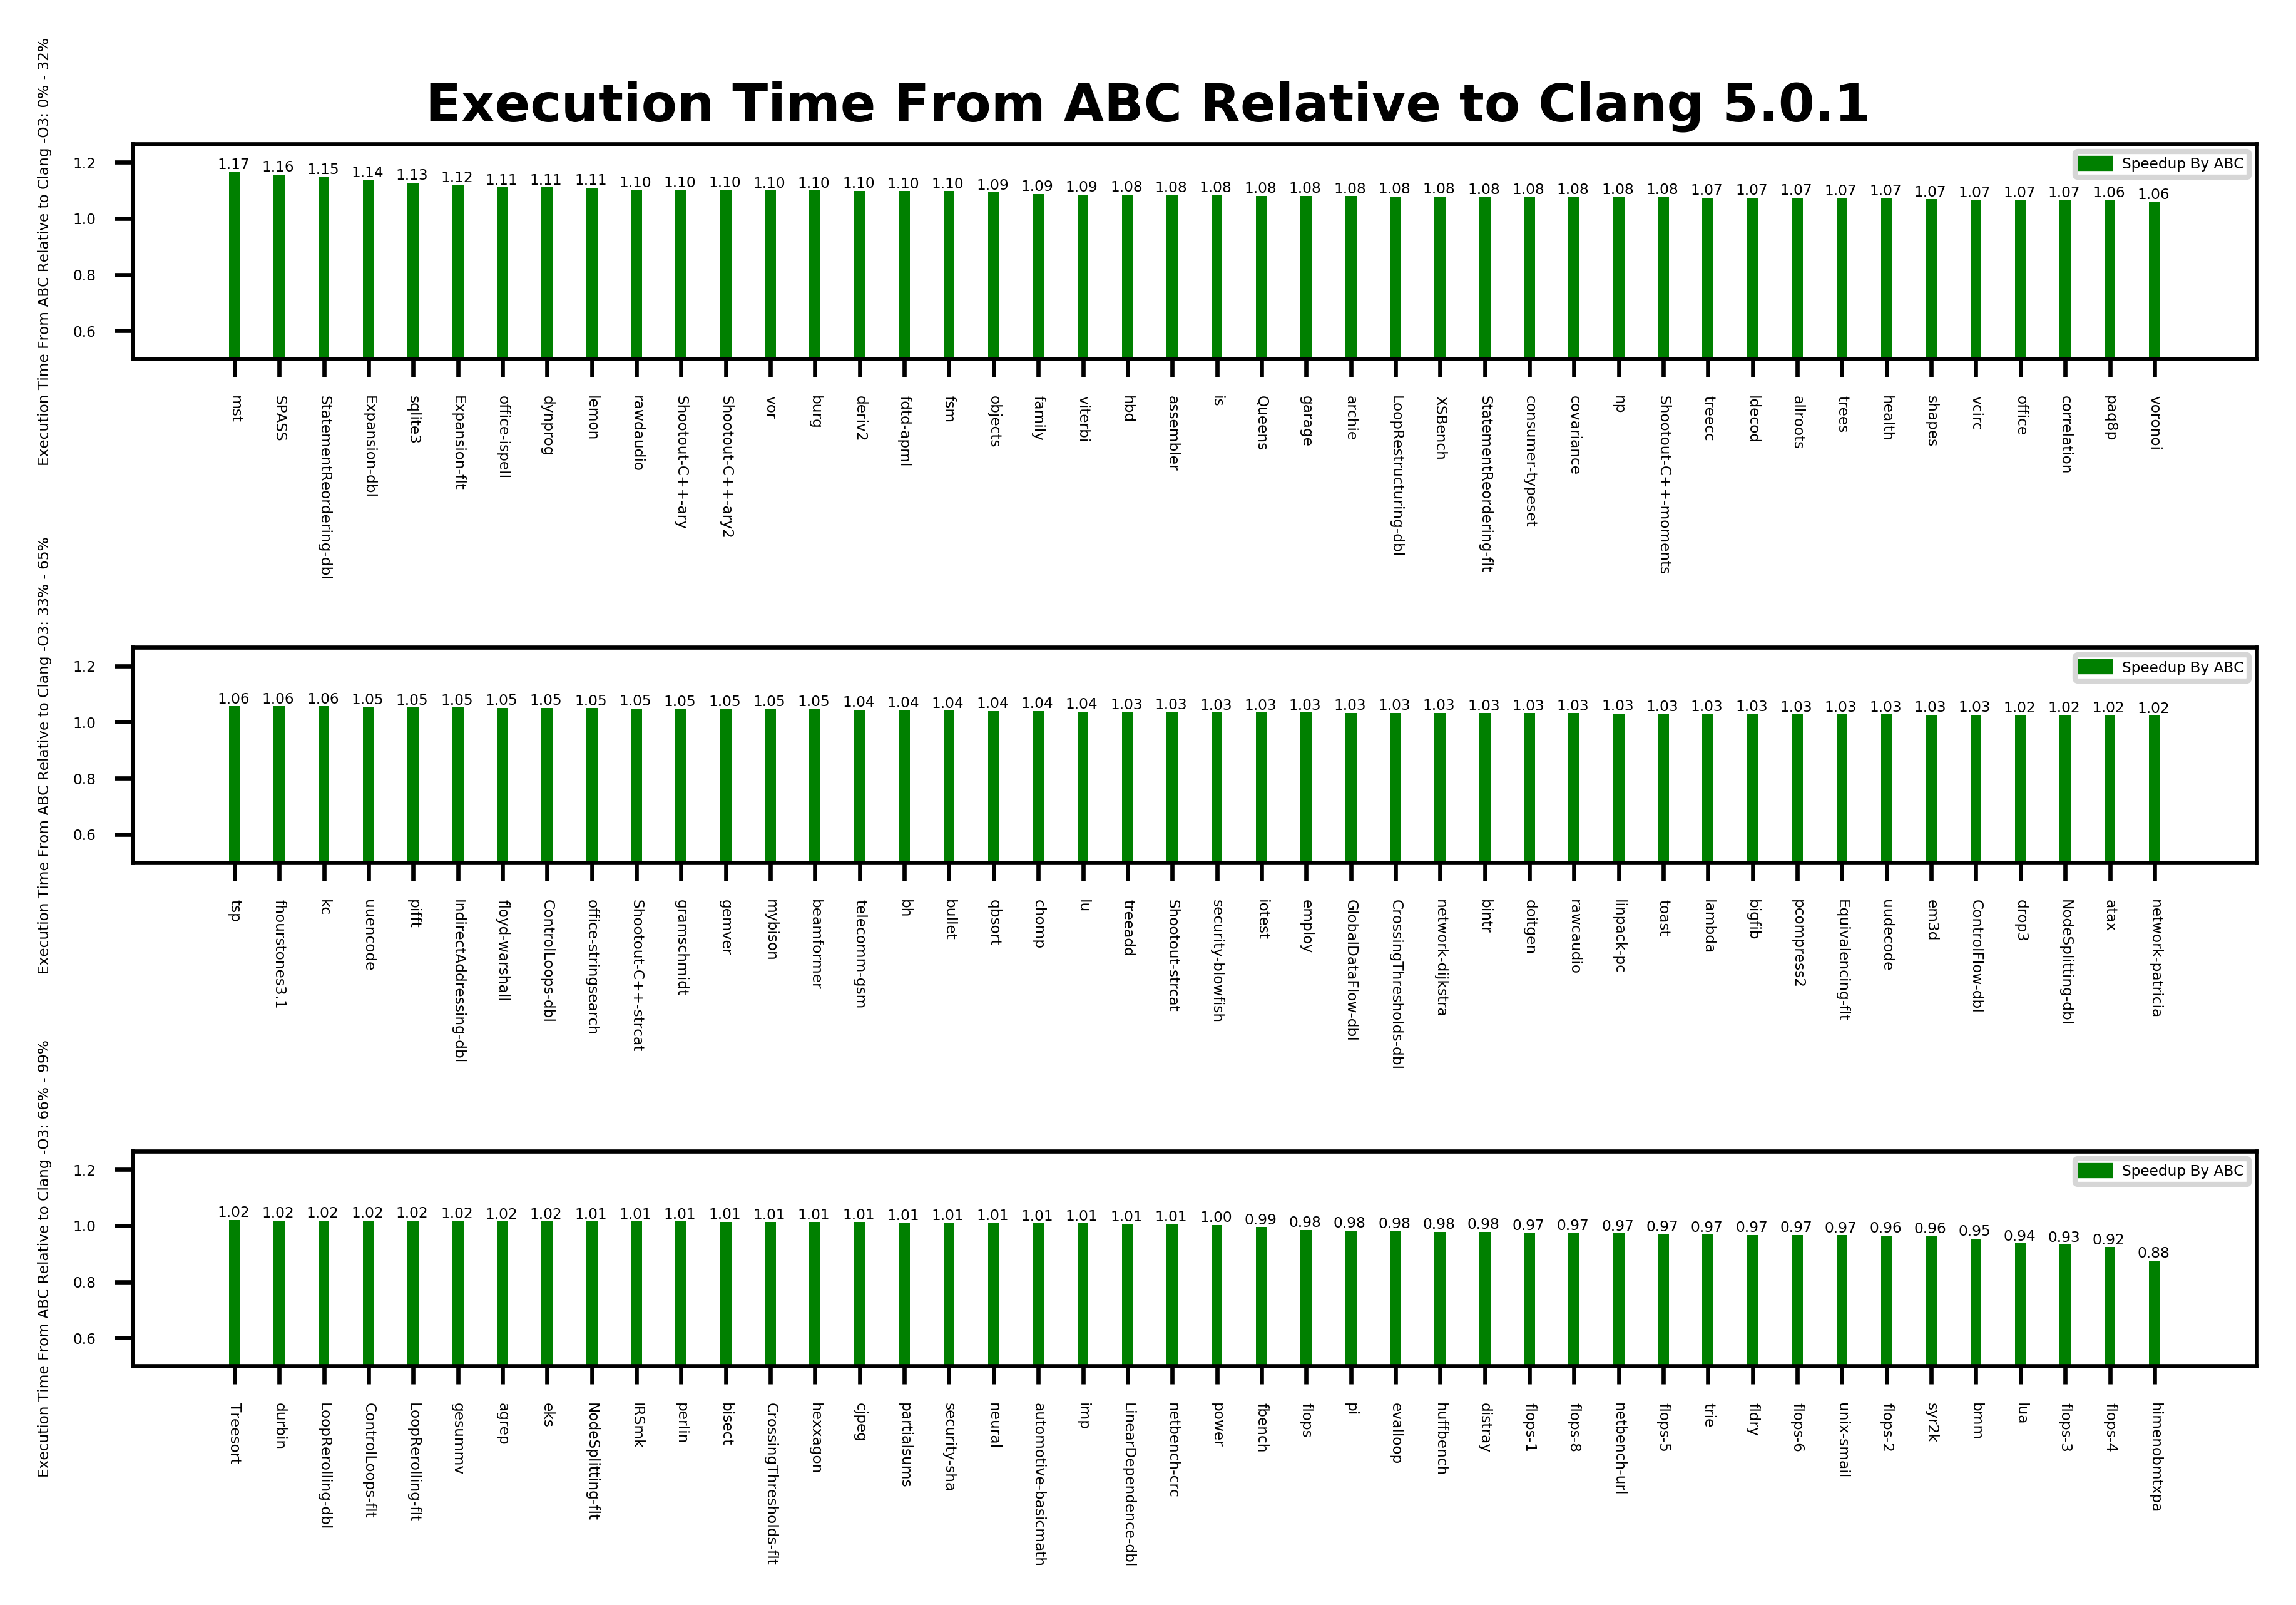 Execution Time From ABC Relative to Clang 5.0.1
Execution Time From ABC Relative to Clang -O3: 0% - 32%
1.2
1.0
0.8
0.6
Speedup By ABC
1.17 1.16 1.15 1.14 1.13 1.12 1.11 1.11 1.11 1.10 1.10 1.10 1.10 1.10 1.10 1.10 1.10 1.09 1.09 1.09 1.08 1.08 1.08 1.08 1.08 1.08 1.08 1.08 1.08 1.08 1.08 1.08 1.08 1.07 1.07 1.07 1.07 1.07 1.07 1.07 1.07 1.07 1.06 1.06
mst
SPASS
StatementReordering-dbl
Expansion-dbl
sqlite3
Expansion-flt
office-ispell
dynprog
lemon
rawdaudio
Shootout-C++-ary
Shootout-C++-ary2
vor
burg
deriv2
fdtd-apml
fsm
objects
family
viterbi
hbd
assembler
is
Queens
garage
archie
LoopRestructuring-dbl
XSBench
StatementReordering-flt
consumer-typeset
covariance
np
Shootout-C++-moments
treecc
ldecod
allroots
trees
health
shapes
vcirc
office
correlation
paq8p
voronoi
Execution Time From ABC Relative to Clang -O3: 33% - 65%
1.2
1.0
0.8
0.6
Speedup By ABC
1.06 1.06 1.06 1.05 1.05 1.05 1.05 1.05 1.05 1.05 1.05 1.05 1.05 1.05 1.04 1.04 1.04 1.04 1.04 1.04 1.03 1.03 1.03 1.03 1.03 1.03 1.03 1.03 1.03 1.03 1.03 1.03 1.03 1.03 1.03 1.03 1.03 1.03 1.03 1.03 1.02 1.02 1.02 1.02
tsp
fhourstones3.1
kc
uuencode
pifft
IndirectAddressing-dbl
floyd-warshall
ControlLoops-dbl
office-stringsearch
Shootout-C++-strcat
gramschmidt
gemver
mybison
beamformer
telecomm-gsm
bh
bullet
qbsort
chomp
lu
treeadd
Shootout-strcat
security-blowfish
iotest
employ
GlobalDataFlow-dbl
CrossingThresholds-dbl
network-dijkstra
bintr
doitgen
rawcaudio
linpack-pc
toast
lambda
bigfib
pcompress2
Equivalencing-flt
uudecode
em3d
ControlFlow-dbl
drop3
NodeSplitting-dbl
atax
network-patricia
Execution Time From ABC Relative to Clang -O3: 66% - 99%
1.2
1.0
0.8
0.6
Speedup By ABC
1.02 1.02 1.02 1.02 1.02 1.02 1.02 1.02 1.01 1.01 1.01 1.01 1.01 1.01 1.01 1.01 1.01 1.01 1.01 1.01 1.01 1.01 1.00 0.99 0.98 0.98 0.98 0.98 0.98 0.97 0.97 0.97 0.97 0.97 0.97 0.97 0.97 0.96 0.96 0.95 0.94 0.93 0.92 0.88
Treesort
durbin
LoopRerolling-dbl
ControlLoops-flt
LoopRerolling-flt
gesummv
agrep
eks
NodeSplitting-flt
IRSmk
perlin
bisect
CrossingThresholds-flt
hexxagon
cjpeg
partialsums
security-sha
neural
automotive-basicmath
imp
LinearDependence-dbl
netbench-crc
power
fbench
flops
pi
evalloop
huffbench
distray
flops-1
flops-8
netbench-url
flops-5
trie
fldry
flops-6
unix-smail
flops-2
syr2k
bmm
lua
flops-3
flops-4
himenobmtxpa